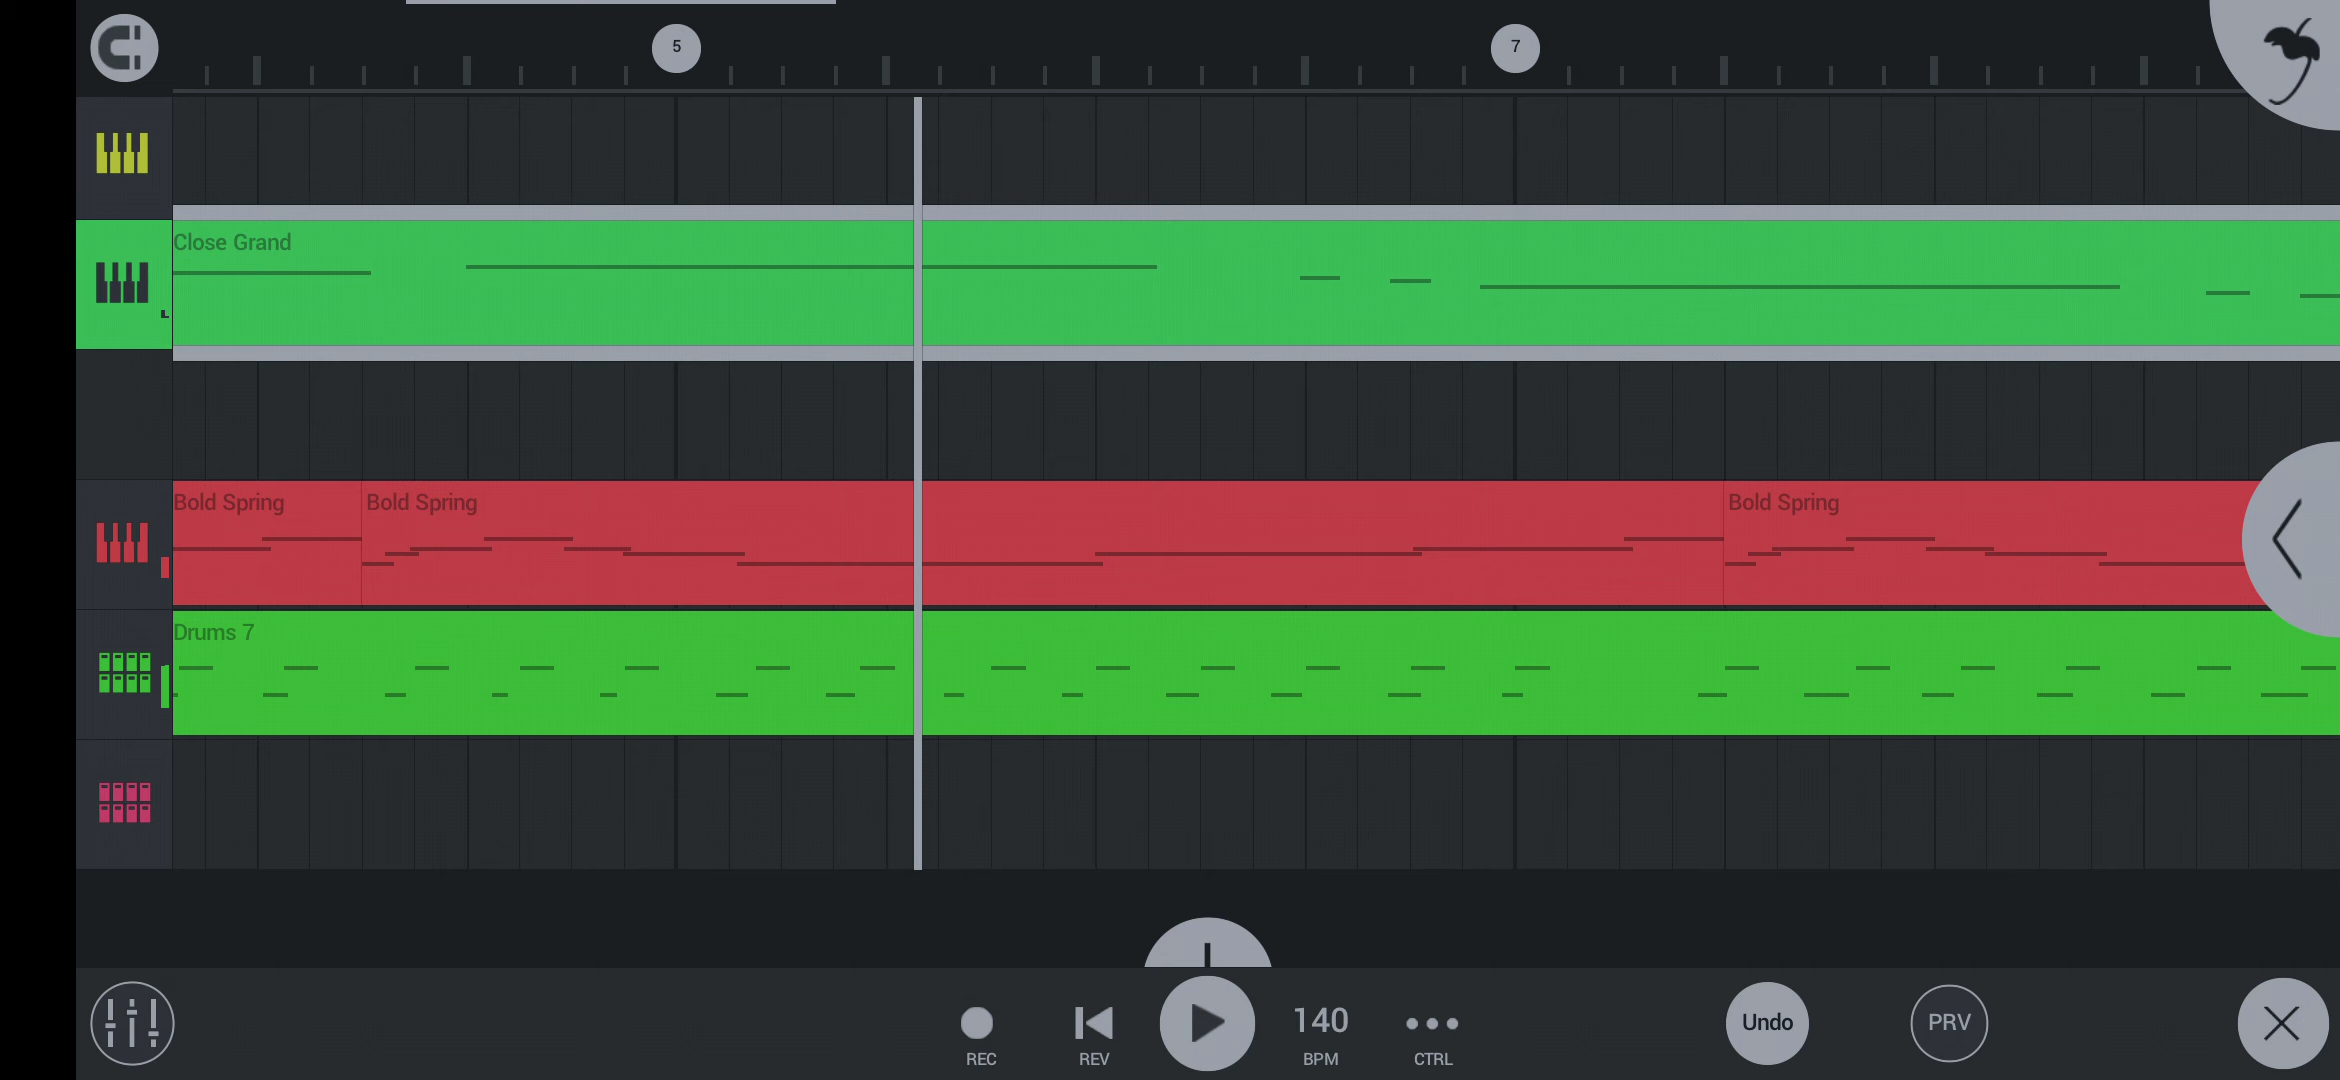 5
7
Close Grand
Bold Spring
Bold Spring
Bold Spring
Drums 7
140
Undo
PRV
REC
REV
BPM
CTRL